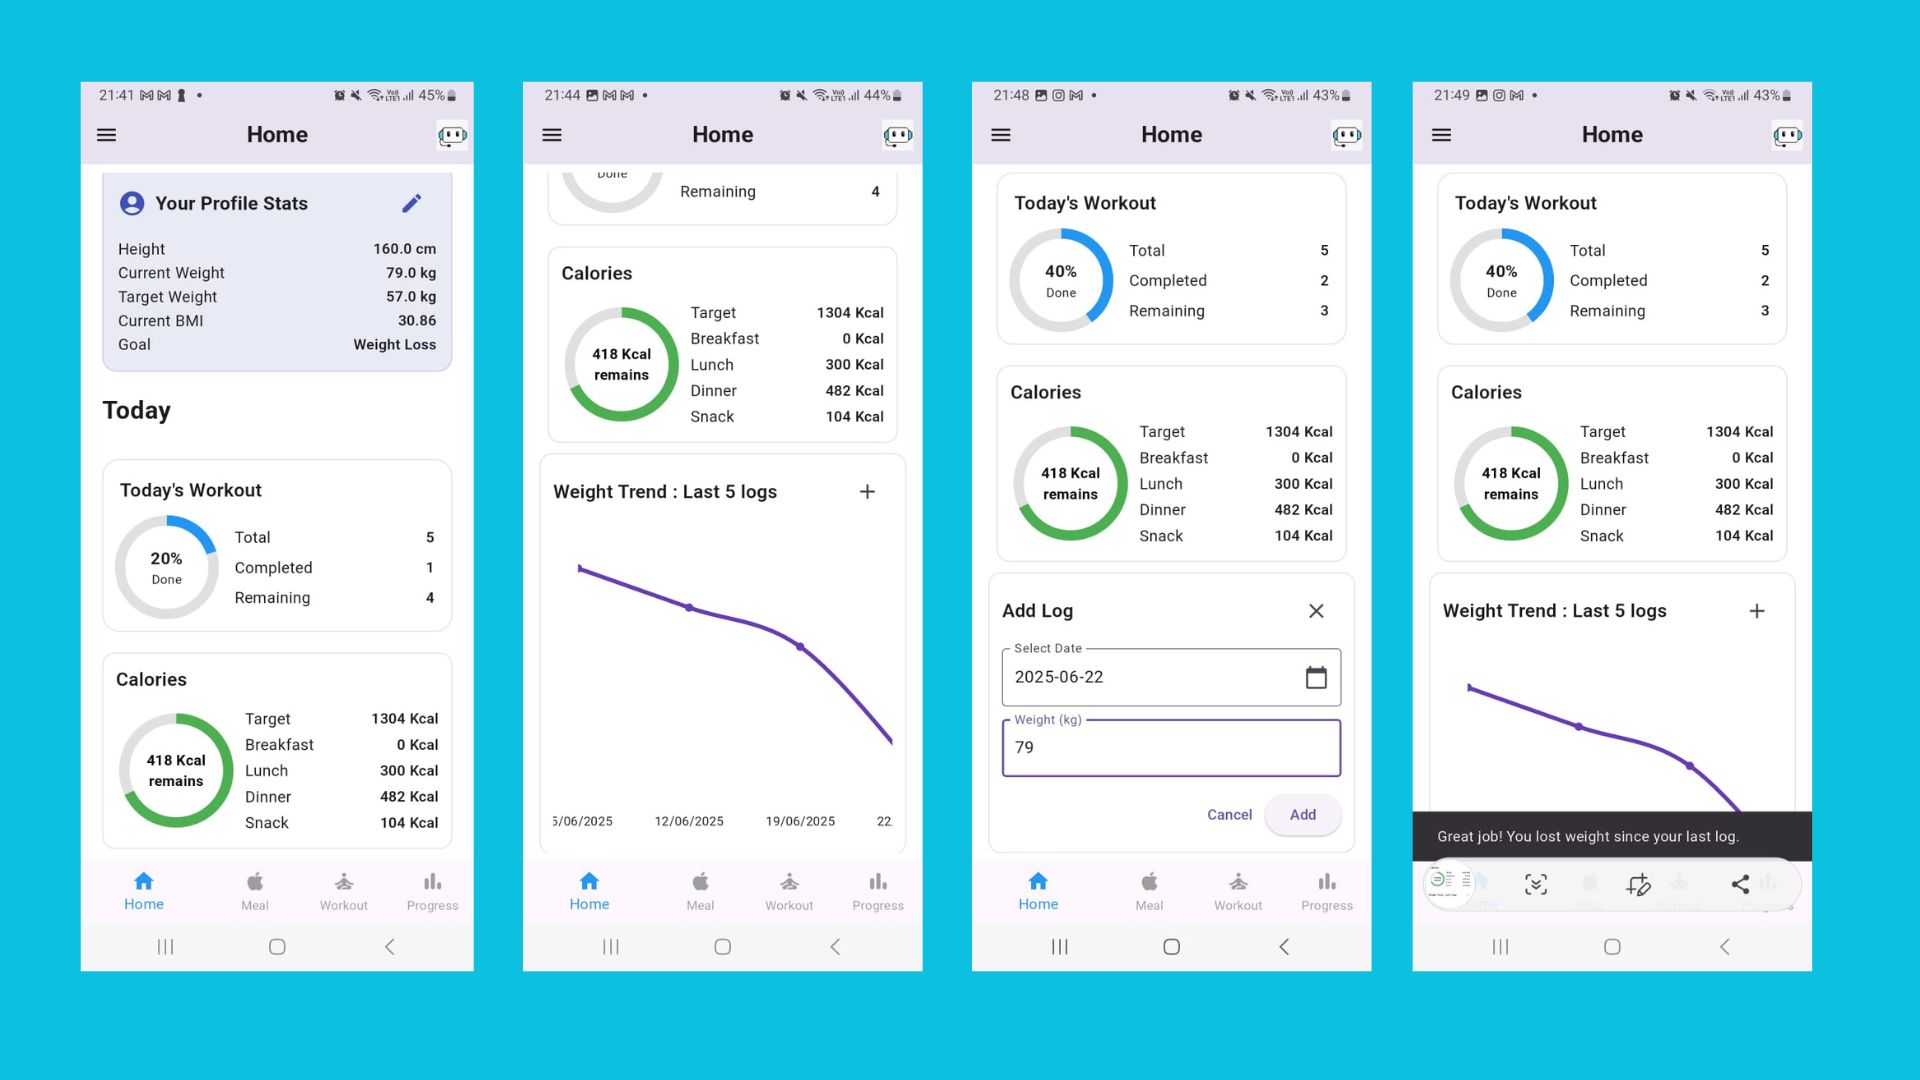 21:41
45%
Home
Your Profile Stats
Height 160.0 cm
Current Weight 79.0 kg
Target Weight 57.0 kg
Current BMI 30.86
Goal Weight Loss
Today
Today's Workout
20%
Done
Total 5
Completed 1
Remaining 4
Calories
418 Kcal
remains
Target 1304 Kcal
Breakfast 0 Kcal
Lunch 300 Kcal
Dinner 482 Kcal
Snack 104 Kcal
Home Meal Workout Progress
21:44
44%
Home
Done
Remaining 4
Calories
418 Kcal
remains
Target 1304 Kcal
Breakfast 0 Kcal
Lunch 300 Kcal
Dinner 482 Kcal
Snack 104 Kcal
Weight Trend : Last 5 logs
5/06/2025 12/06/2025 19/06/2025 22
Home Meal Workout Progress
21:48
43%
Home
Today's Workout
40%
Done
Total 5
Completed 2
Remaining 3
Calories
418 Kcal
remains
Target 1304 Kcal
Breakfast 0 Kcal
Lunch 300 Kcal
Dinner 482 Kcal
Snack 104 Kcal
Add Log
Select Date
2025-06-22
Weight (kg)
79
Cancel Add
Home Meal Workout Progress
21:49
43%
Home
Today's Workout
40%
Done
Total 5
Completed 2
Remaining 3
Calories
418 Kcal
remains
Target 1304 Kcal
Breakfast 0 Kcal
Lunch 300 Kcal
Dinner 482 Kcal
Snack 104 Kcal
Weight Trend : Last 5 logs
Great job! You lost weight since your last log.
Home Meal Workout Progress